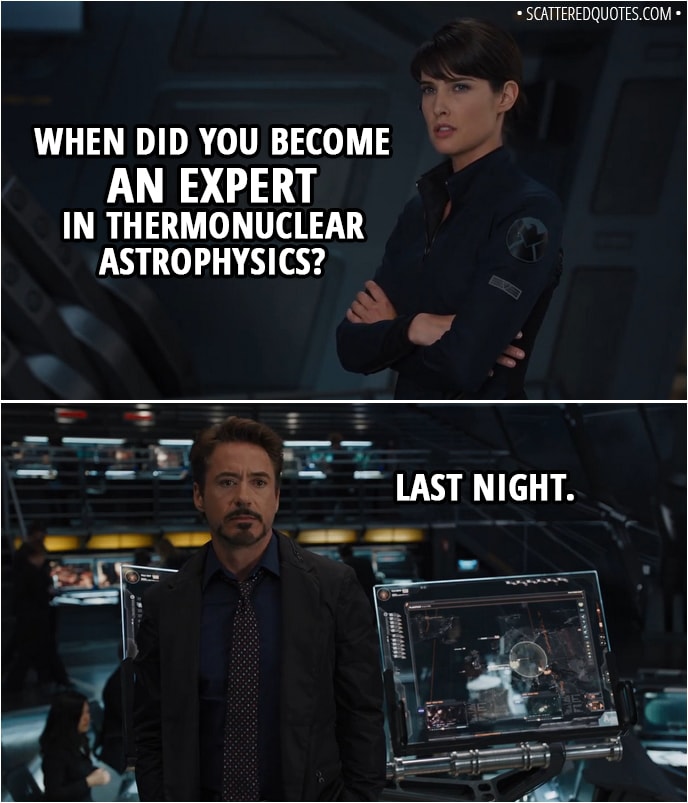 • SCATTEREDQUOTES.COM •
WHEN DID YOU BECOME
AN EXPERT
IN THERMONUCLEAR
ASTROPHYSICS?
LAST NIGHT.